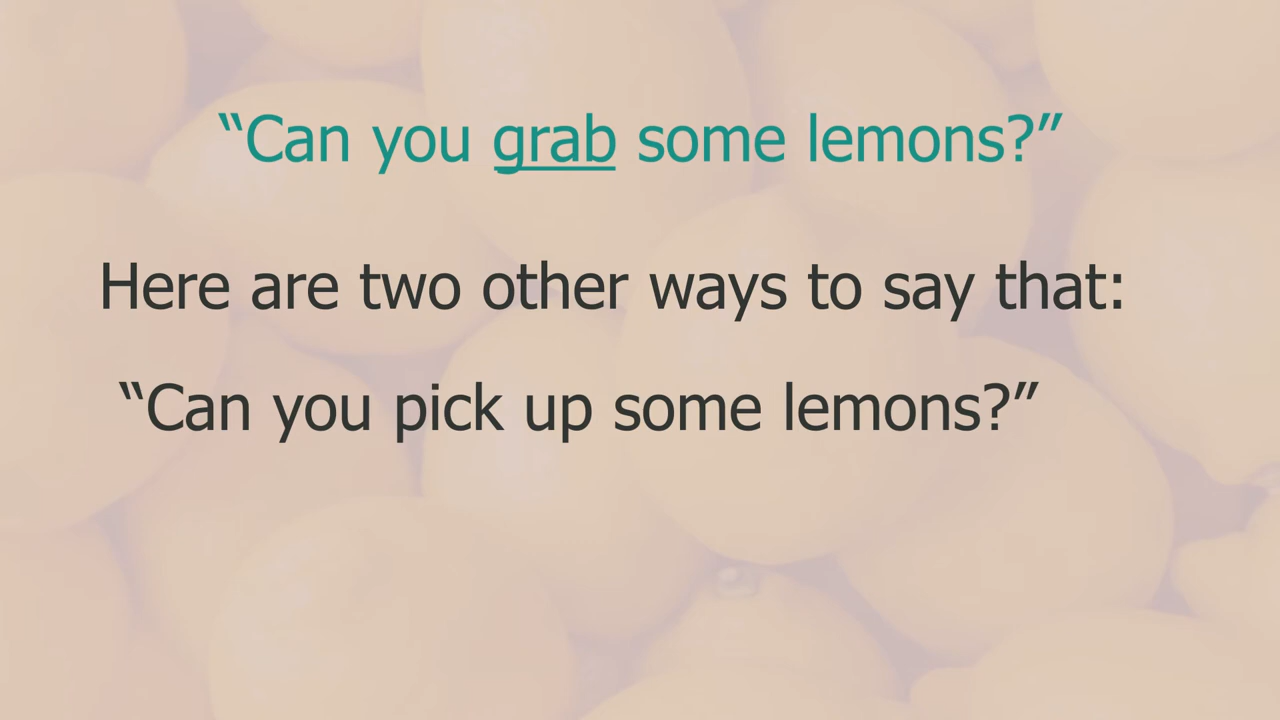 “Can you grab some lemons?”
Here are two other ways to say that:
“Can you pick up some lemons?”